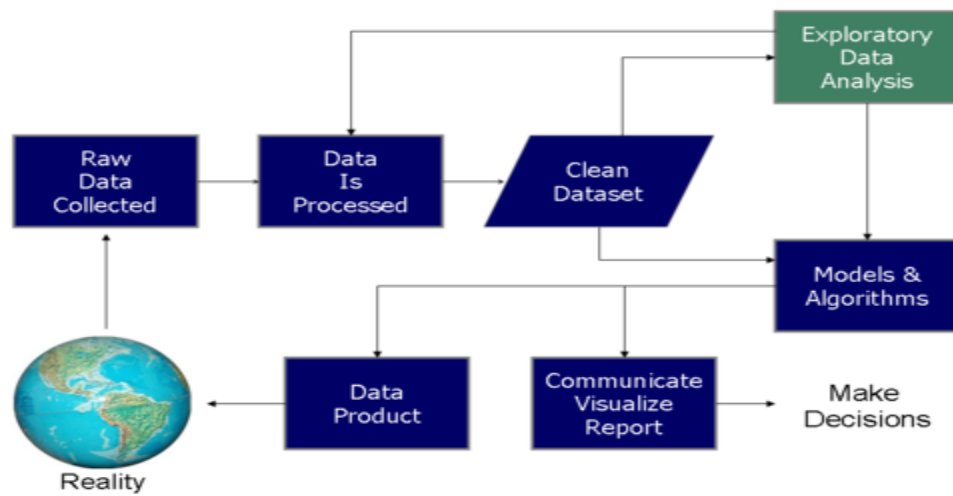 Exploratory
Data
Analysis
Raw
Data
Collected
Data
Is
Processed
Clean
Dataset
Models &
Algorithms
Data
Product
Communicate
Visualize
Report
Make
Decisions
Reality